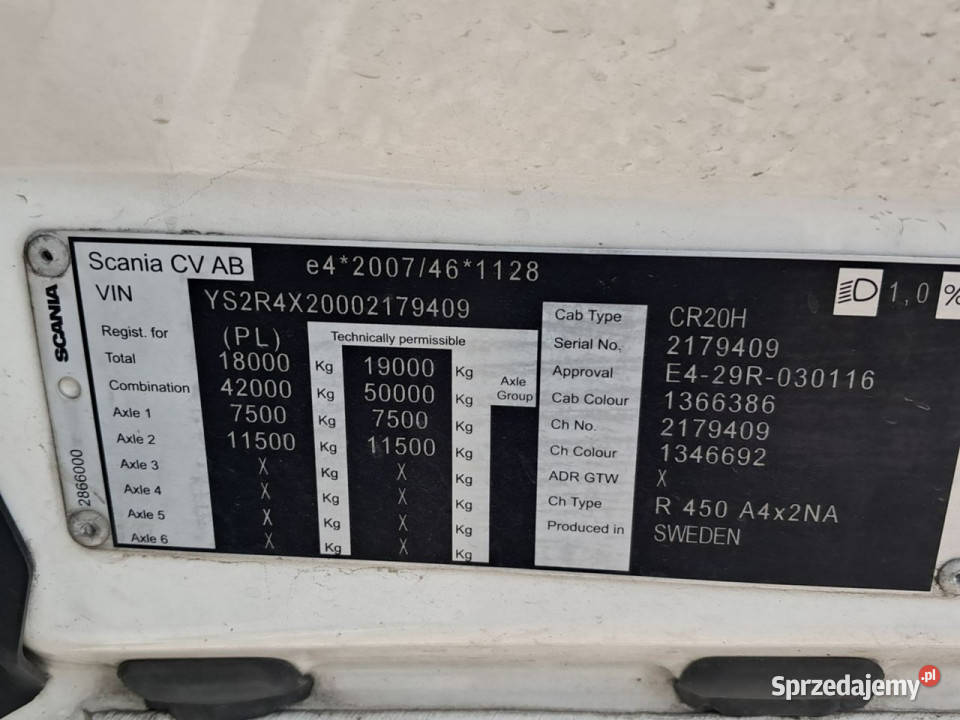 Scania CV AB e4*2007/46*1128
VIN YS2R4X20002179409
Regist. for (PL) Technically permissible
Total 18000 Kg 19000 Kg
Combination 42000 Kg 50000 Kg Axle Group
Axle 1 7500 Kg 7500 Kg
Axle 2 11500 Kg 11500 Kg
Axle 3 X Kg X Kg
Axle 4 X Kg X Kg
Axle 5 X Kg X Kg
Axle 6 X Kg X Kg
Cab Type CR20H
Serial No. 2179409
Approval E4-29R-030116
Cab Colour 1366386
Ch No. 2179409
Ch Colour 1346692
ADR GTW X
Ch Type R 450 A4x2NA
Produced in SWEDEN
1,0 %
SCANIA
2866000
Sprzedajemy.pl